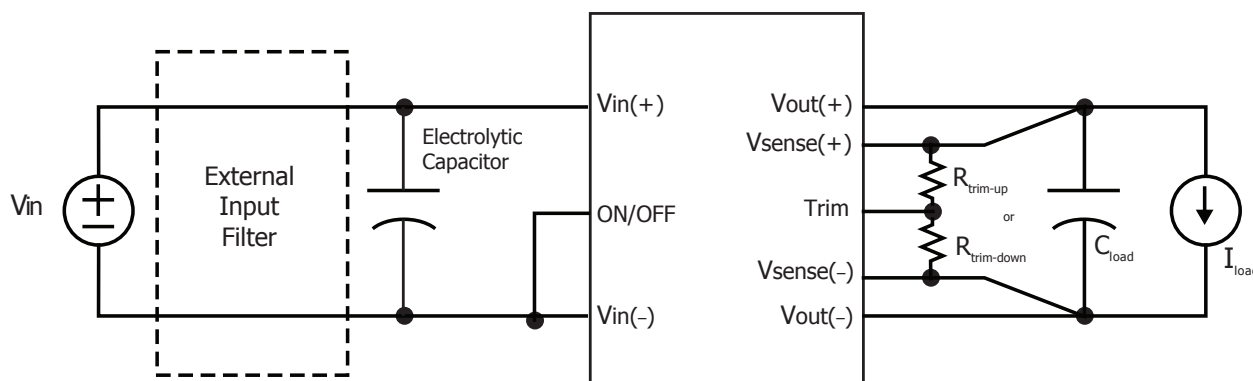 Vin
External
Input
Filter
Electrolytic
Capacitor
Vin(+)
ON/OFF
Vin(−)
Vout(+)
Vsense(+)
Trim
Vsense(−)
Vout(−)
Rtrim-up
or
Rtrim-down
Cload
Iload